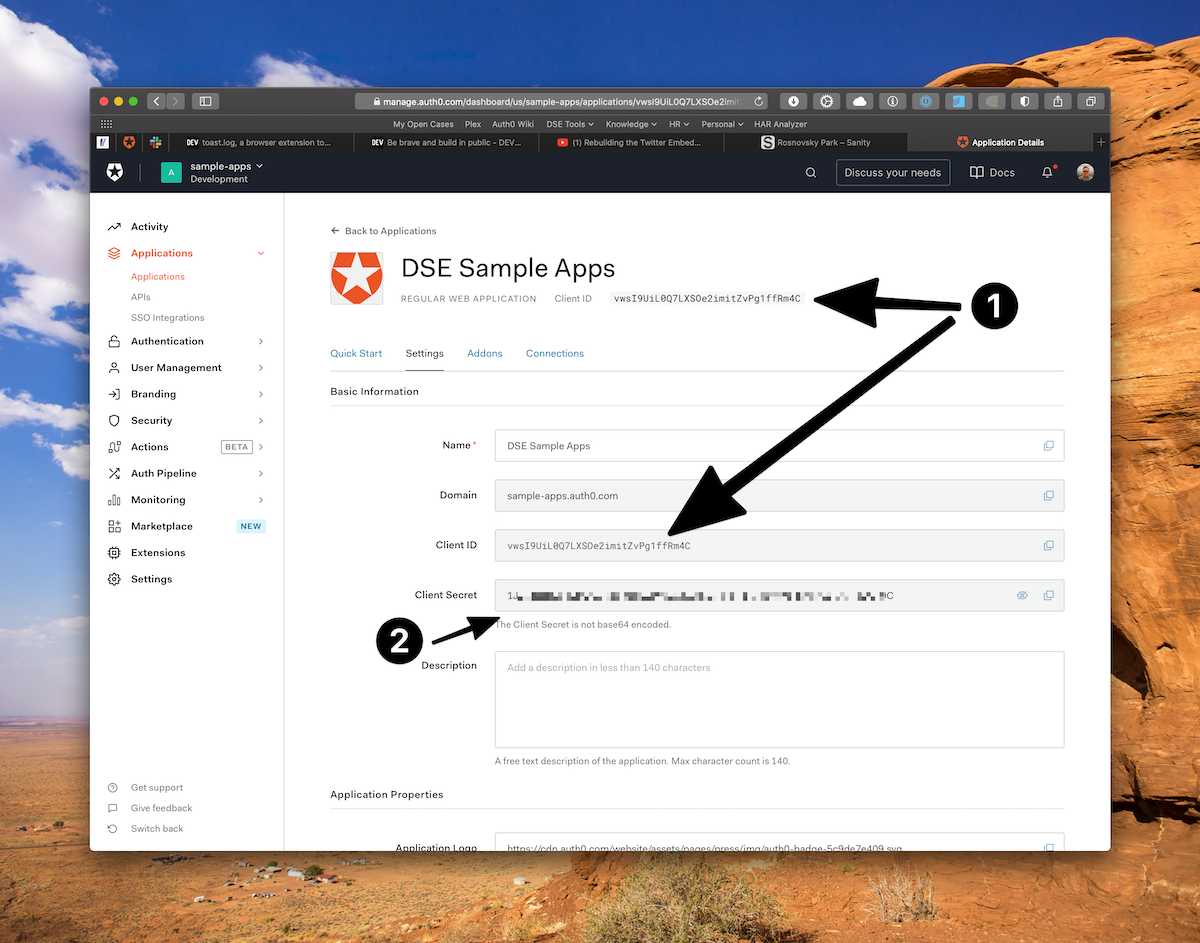 manage.auth0.com/dashboard/us/sample-apps/applications/vwsI9UiL0Q7LXSOe2imit
My Open Cases Plex Auth0 Wiki DSE Tools Knowledge HR Personal HAR Analyzer
DEV toast.log, a browser extension to...
DEV Be brave and build in public - DEV...
(1) Rebuilding the Twitter Embed...
S Rosnovsky Park – Sanity
Application Details
A
sample-apps
Development
Discuss your needs
Docs
Activity
Applications
Applications
APIs
SSO Integrations
Authentication
User Management
Branding
Security
Actions BETA
Auth Pipeline
Monitoring
Marketplace NEW
Extensions
Settings
Get support
Give feedback
Switch back
Back to Applications
DSE Sample Apps
REGULAR WEB APPLICATION Client ID vwsI9UiL0Q7LXSOe2imitZvPg1ffRm4C
1
Quick Start Settings Addons Connections
Basic Information
Name * DSE Sample Apps
Domain sample-apps.auth0.com
Client ID vwsI9UiL0Q7LXSOe2imitZvPg1ffRm4C
Client Secret
The Client Secret is not base64 encoded.
2
Description Add a description in less than 140 characters
A free text description of the application. Max character count is 140.
Application Properties
Application Logo https://cdn.auth0.com/website/assets/pages/press/img/auth0-badge-5c9de7e409.svg